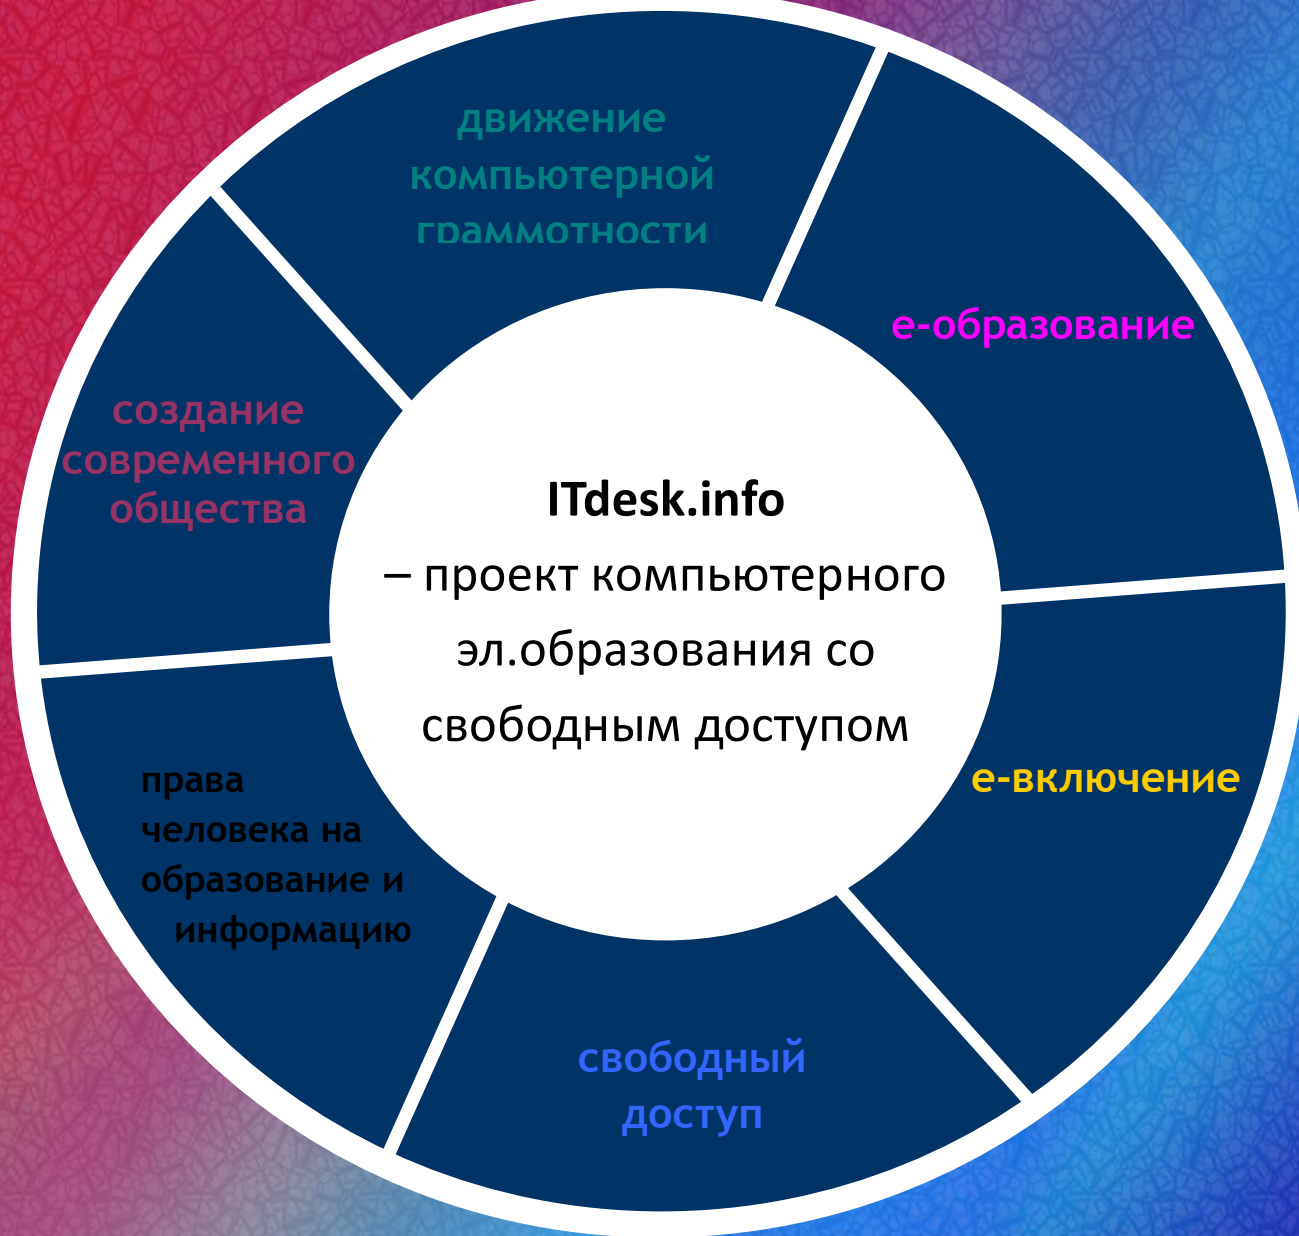 движение
компьютерной
граммотности
е-образование
создание
современного
общества
ITdesk.info
– проект компьютерного
эл.образования со
свободным доступом
права
человека на
образование и
информацию
е-включение
свободный
доступ